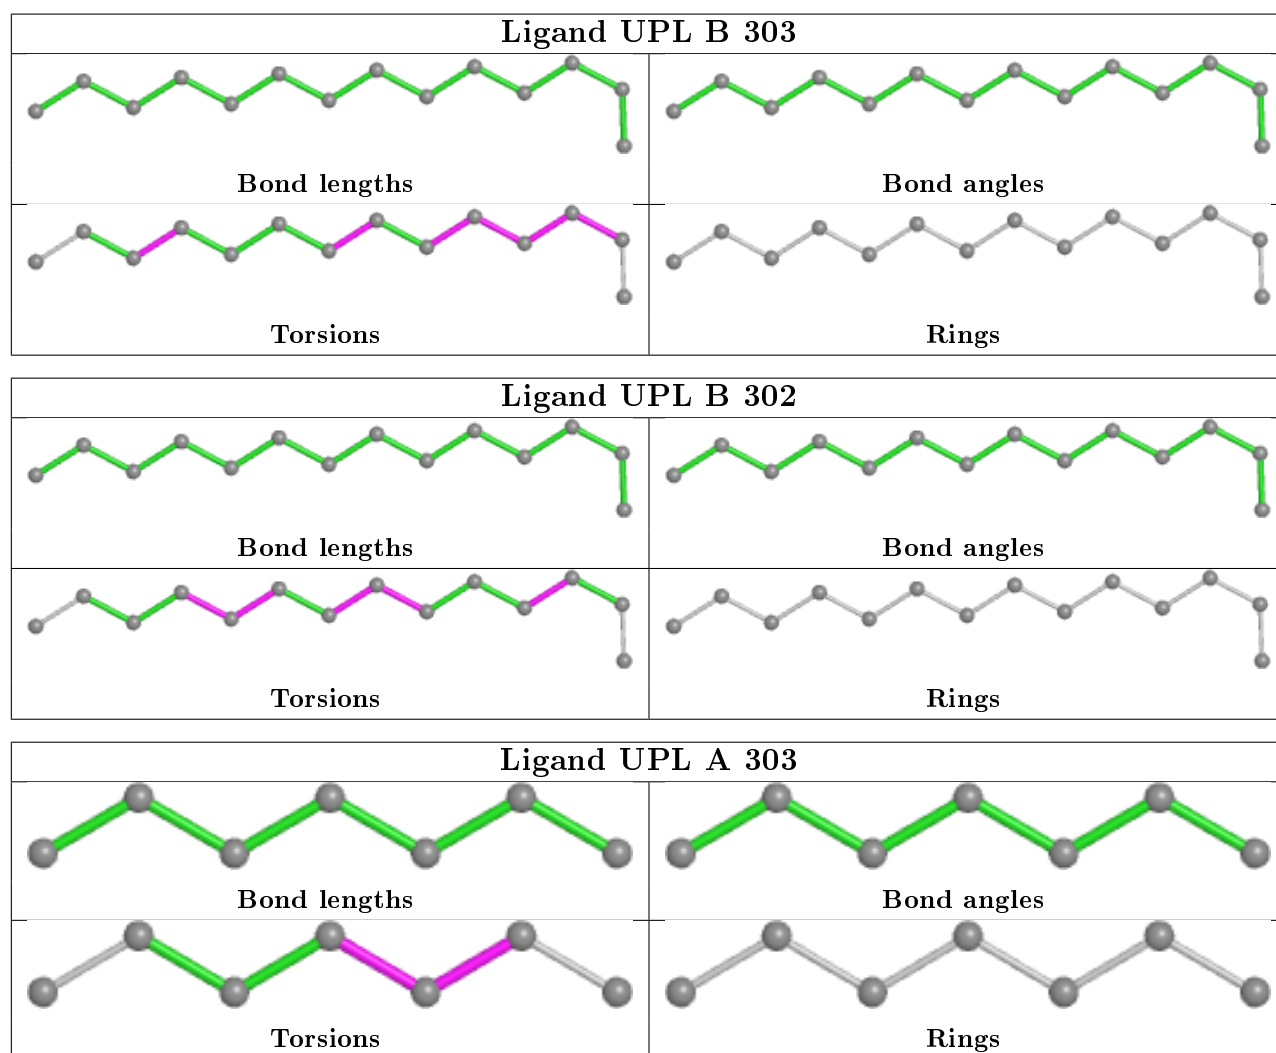 Ligand UPL B 303
Bond lengths
Bond angles
Torsions
Rings
Ligand UPL B 302
Bond lengths
Bond angles
Torsions
Rings
Ligand UPL A 303
Bond lengths
Bond angles
Torsions
Rings